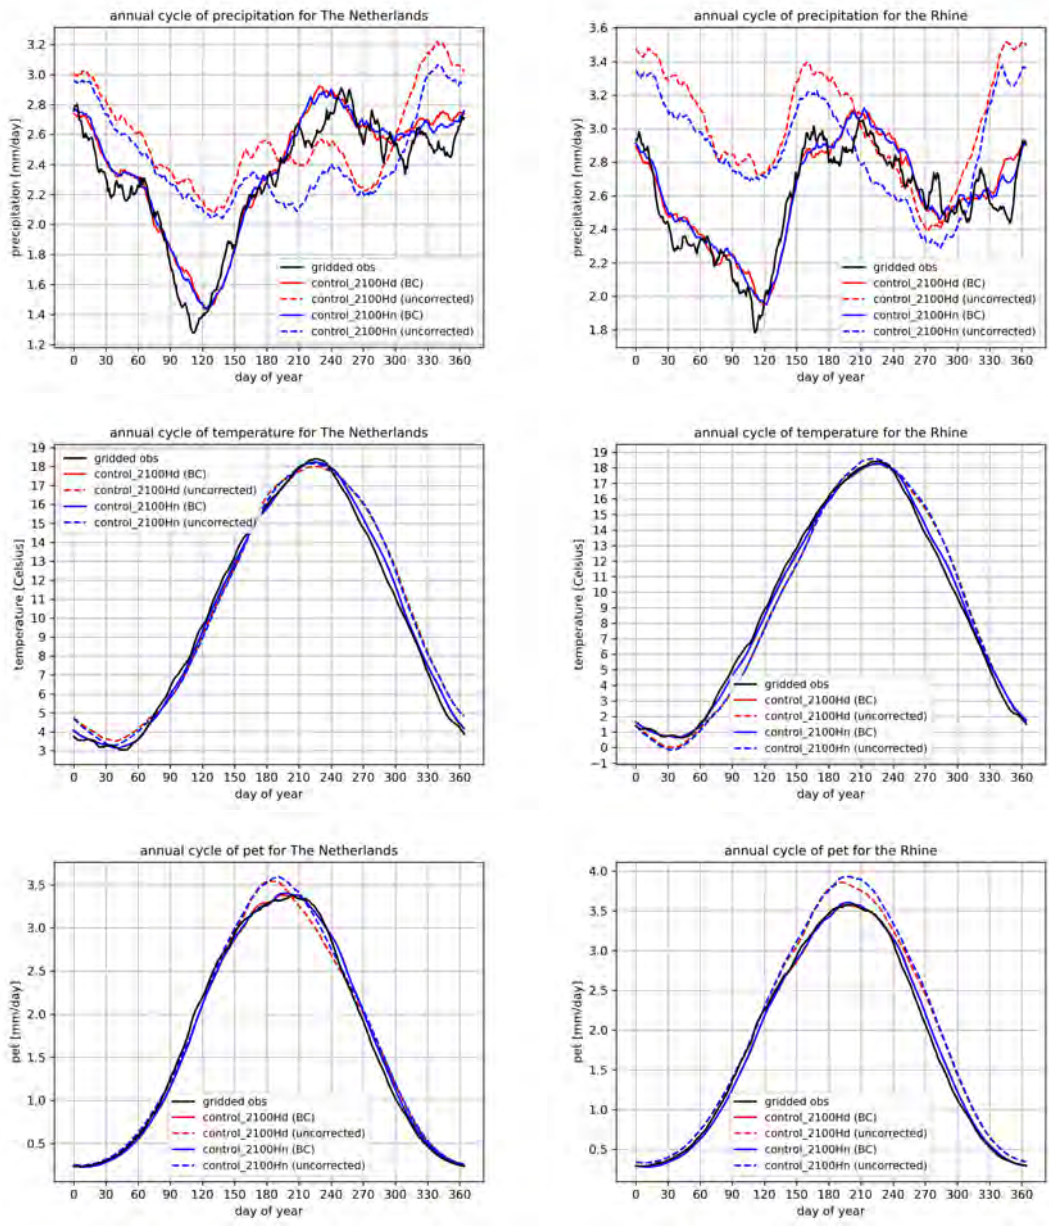 annual cycle of precipitation for The Netherlands
precipitation [mm/day]
3.2
3.0
2.8
2.6
2.4
2.2
2.0
1.8
1.6
1.4
1.2
gridded obs
control_2100Hd (BC)
control_2100Hd (uncorrected)
control_2100Hn (BC)
control_2100Hn (uncorrected)
0 30 60 90 120 150 180 210 240 270 300 330 360
day of year
annual cycle of precipitation for the Rhine
precipitation [mm/day]
3.6
3.4
3.2
3.0
2.8
2.6
2.4
2.2
2.0
1.8
gridded obs
control_2100Hd (BC)
control_2100Hd (uncorrected)
control_2100Hn (BC)
control_2100Hn (uncorrected)
0 30 60 90 120 150 180 210 240 270 300 330 360
day of year
annual cycle of temperature for The Netherlands
temperature [Celsius]
19
18
17
16
15
14
13
12
11
10
9
8
7
6
5
4
3
gridded obs
control_2100Hd (BC)
control_2100Hd (uncorrected)
control_2100Hn (BC)
control_2100Hn (uncorrected)
0 30 60 90 120 150 180 210 240 270 300 330 360
day of year
annual cycle of temperature for the Rhine
temperature [Celsius]
19
18
17
16
15
14
13
12
11
10
9
8
7
6
5
4
3
2
1
0
−1
gridded obs
control_2100Hd (BC)
control_2100Hd (uncorrected)
control_2100Hn (BC)
control_2100Hn (uncorrected)
0 30 60 90 120 150 180 210 240 270 300 330 360
day of year
annual cycle of pet for The Netherlands
pet [mm/day]
3.5
3.0
2.5
2.0
1.5
1.0
0.5
gridded obs
control_2100Hd (BC)
control_2100Hd (uncorrected)
control_2100Hn (BC)
control_2100Hn (uncorrected)
0 30 60 90 120 150 180 210 240 270 300 330 360
day of year
annual cycle of pet for the Rhine
pet [mm/day]
4.0
3.5
3.0
2.5
2.0
1.5
1.0
0.5
gridded obs
control_2100Hd (BC)
control_2100Hd (uncorrected)
control_2100Hn (BC)
control_2100Hn (uncorrected)
0 30 60 90 120 150 180 210 240 270 300 330 360
day of year